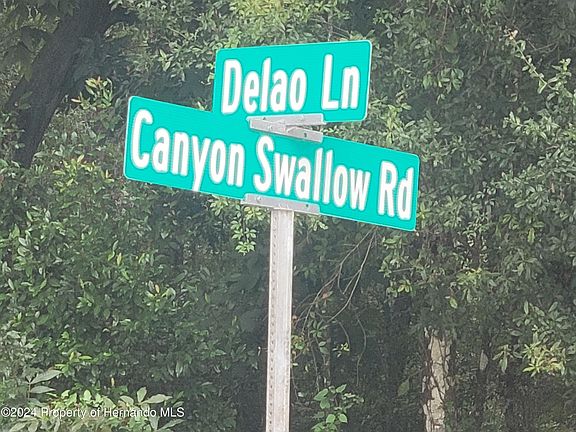 Delao Ln
Canyon Swallow Rd
©2024 Property of Hernando MLS